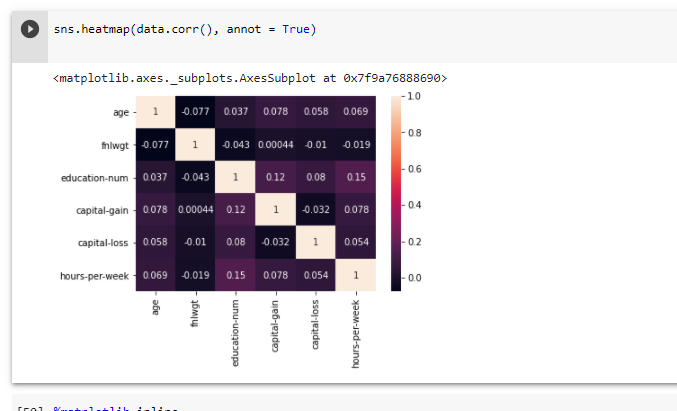 sns.heatmap(data.corr(), annot = True)
<matplotlib.axes._subplots.AxesSubplot at 0x7f9a76888690>
age 1 -0.077 0.037 0.078 0.058 0.069
fnlwgt -0.077 1 -0.043 0.00044 -0.01 -0.019
education-num 0.037 -0.043 1 0.12 0.08 0.15
capital-gain 0.078 0.00044 0.12 1 -0.032 0.078
capital-loss 0.058 -0.01 0.08 -0.032 1 0.054
hours-per-week 0.069 -0.019 0.15 0.078 0.054 1
age
fnlwgt
education-num
capital-gain
capital-loss
hours-per-week
1.0
0.8
0.6
0.4
0.2
0.0
%matplotlib inline